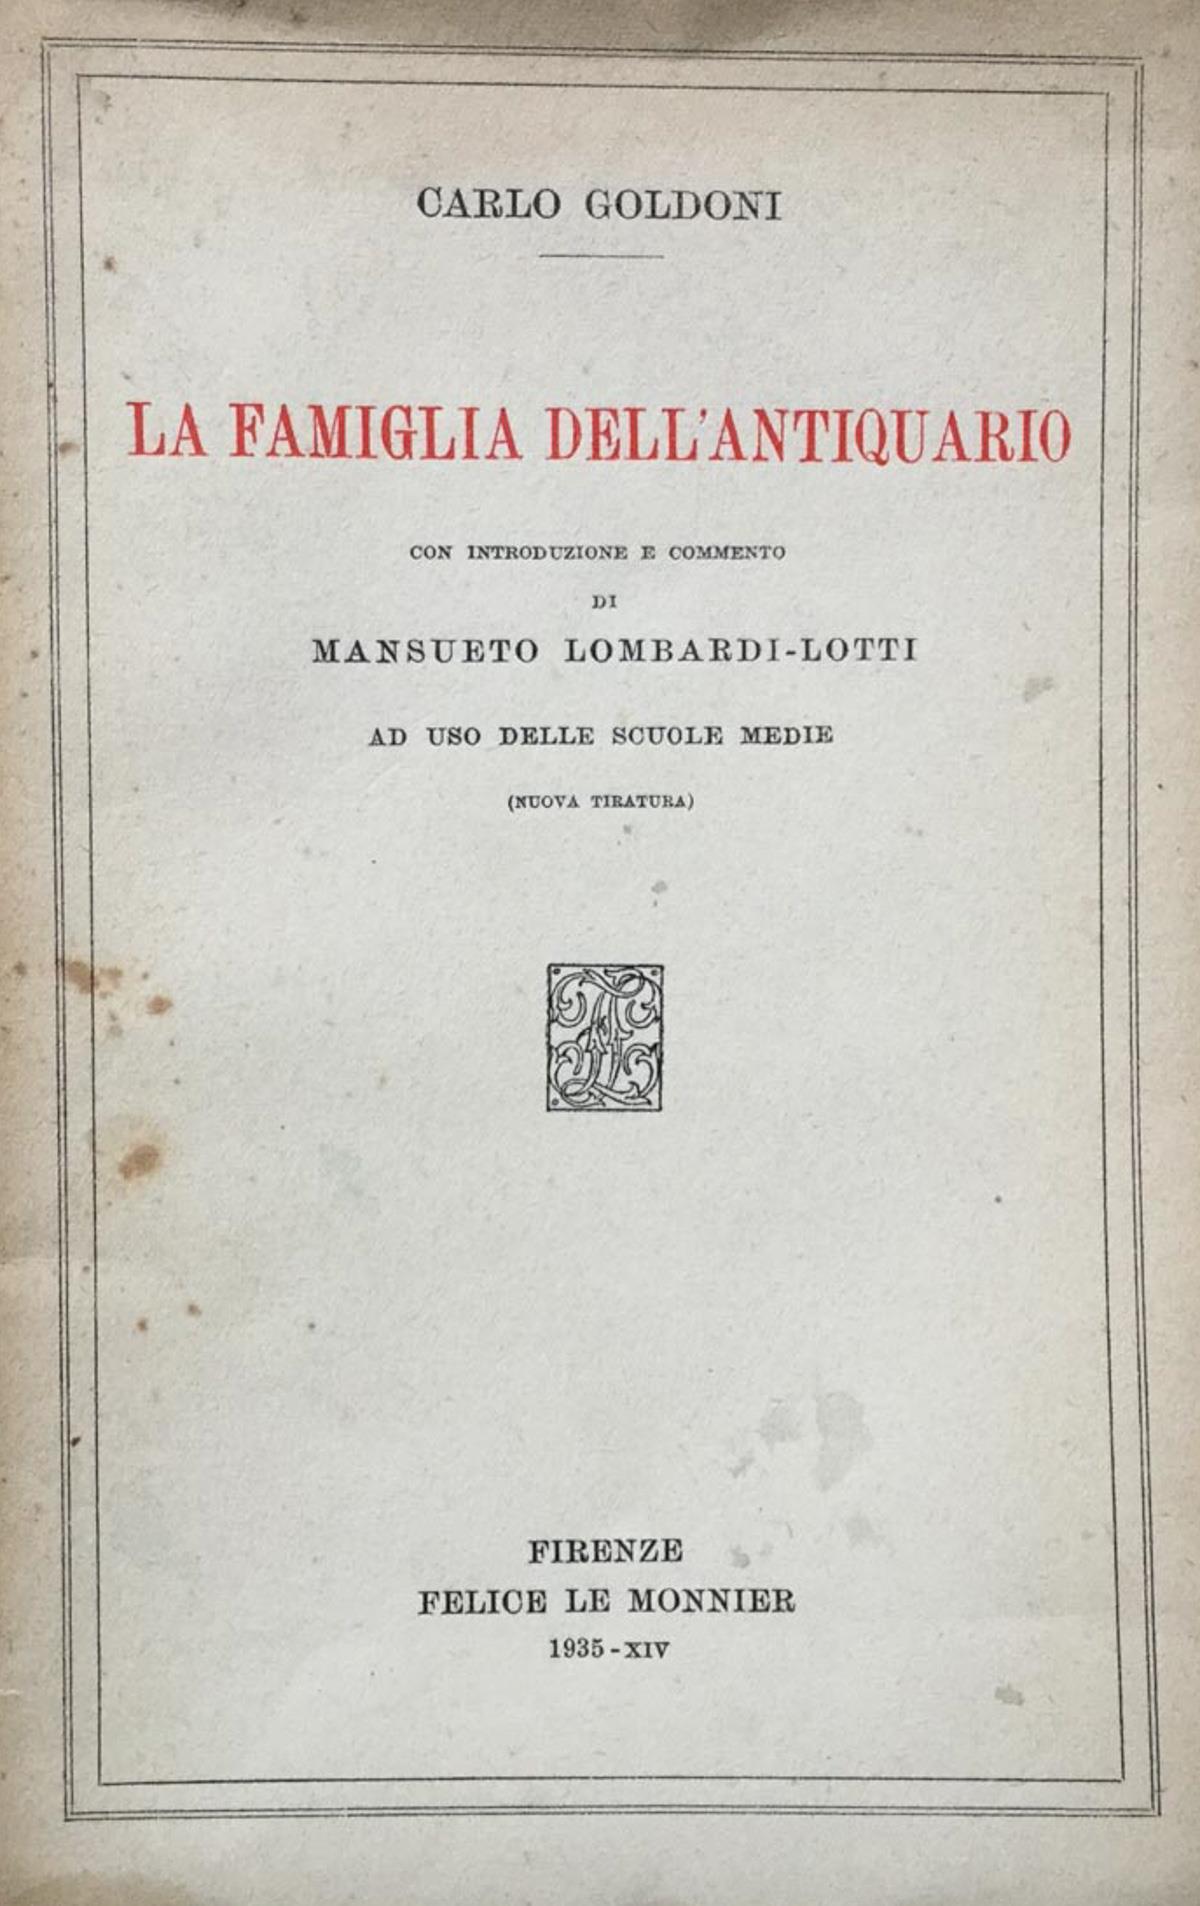 CARLO GOLDONI
LA FAMIGLIA DELL'ANTIQUARIO
CON INTRODUZIONE E COMMENTO
DI
MANSUETO LOMBARDI-LOTTI
AD USO DELLE SCUOLE MEDIE
(NUOVA TIRATURA)
FIRENZE
FELICE LE MONNIER
1935-XIV